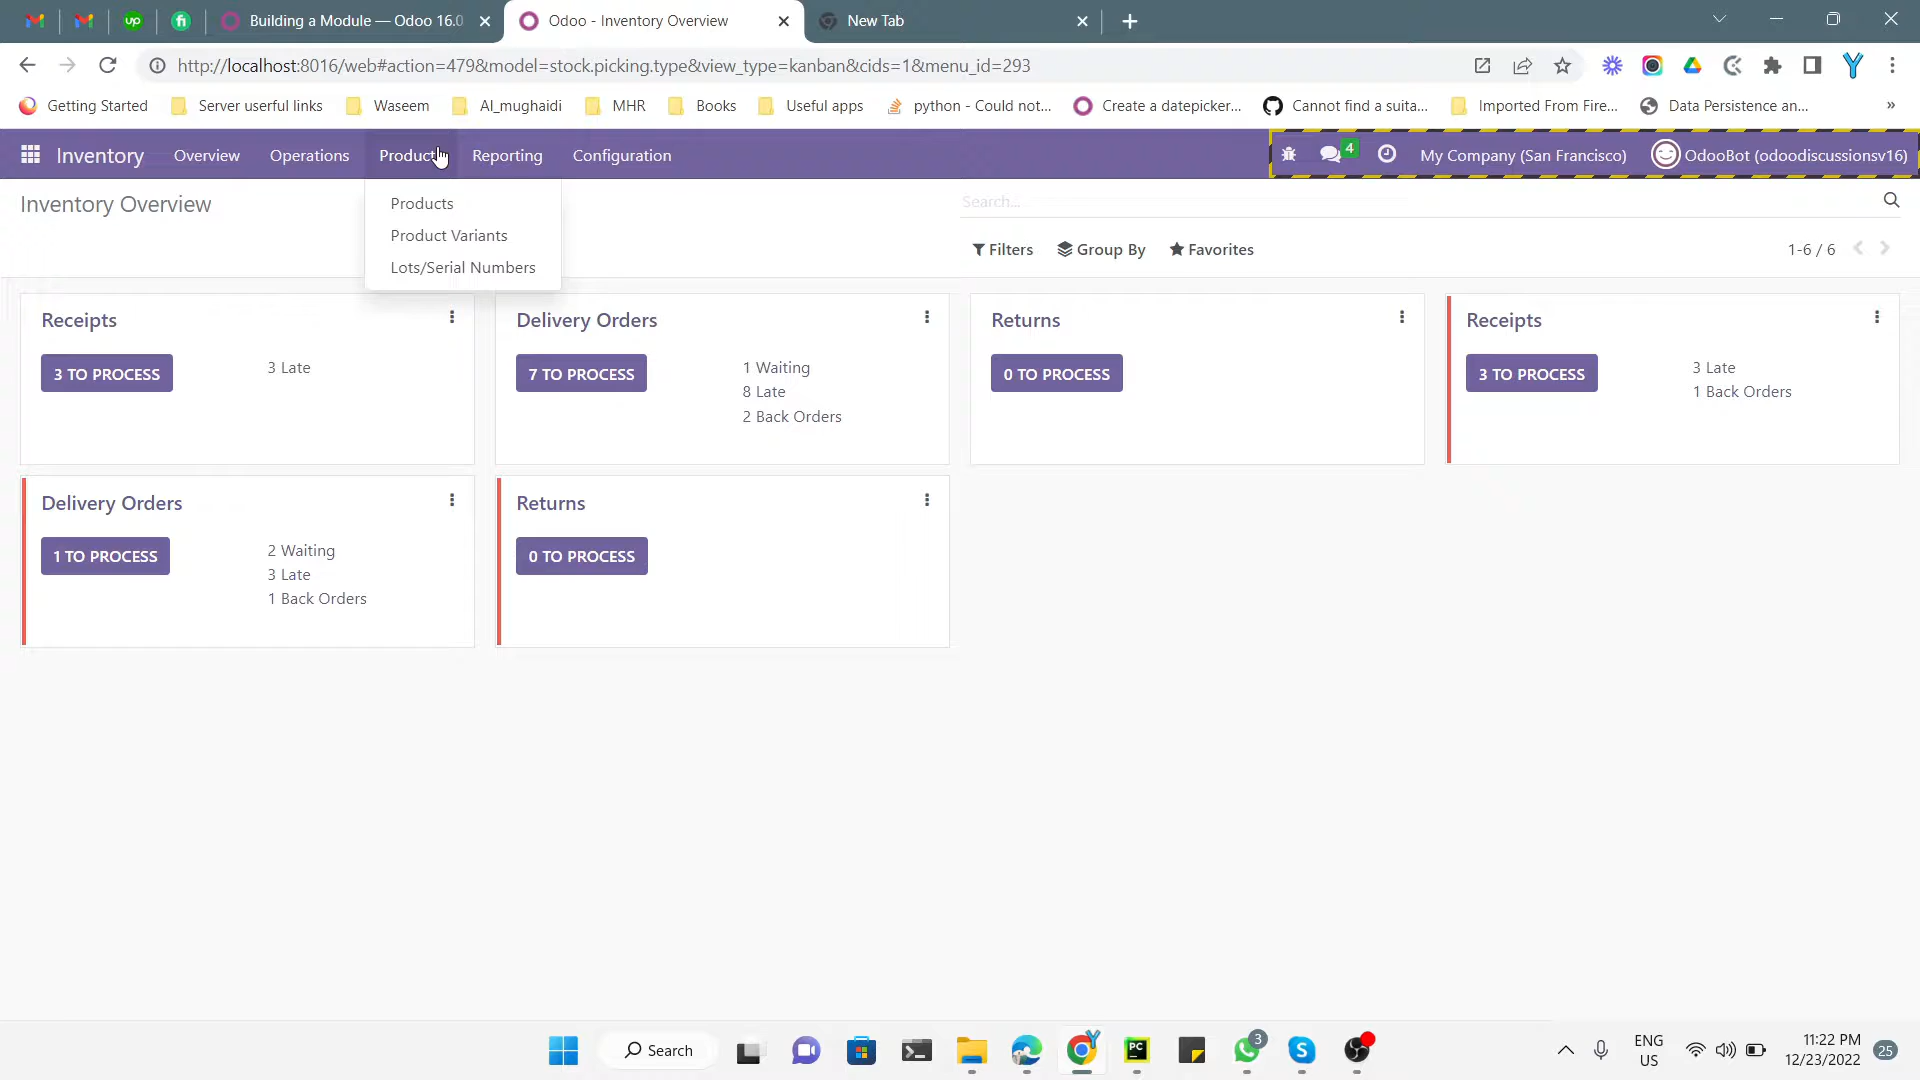 Building a Module — Odoo 16.0
Odoo - Inventory Overview
New Tab
http://localhost:8016/web#action=479&model=stock.picking.type&view_type=kanban&cids=1&menu_id=293
Getting Started
Server userful links
Waseem
Al_mughaidi
MHR
Books
Useful apps
python - Could not...
Create a datepicker...
Cannot find a suita...
Imported From Fire...
Data Persistence an...
»
Inventory
Overview
Operations
Product
Reporting
Configuration
4
My Company (San Francisco)
OdooBot (odoodiscussionsv16)
Inventory Overview
Products
Product Variants
Lots/Serial Numbers
Search...
Filters
Group By
Favorites
1-6 / 6
Receipts
3 TO PROCESS
3 Late
Delivery Orders
7 TO PROCESS
1 Waiting
8 Late
2 Back Orders
Returns
0 TO PROCESS
Receipts
3 TO PROCESS
3 Late
1 Back Orders
Delivery Orders
1 TO PROCESS
2 Waiting
3 Late
1 Back Orders
Returns
0 TO PROCESS
Search
PC
3
ENG
US
11:22 PM
12/23/2022
25